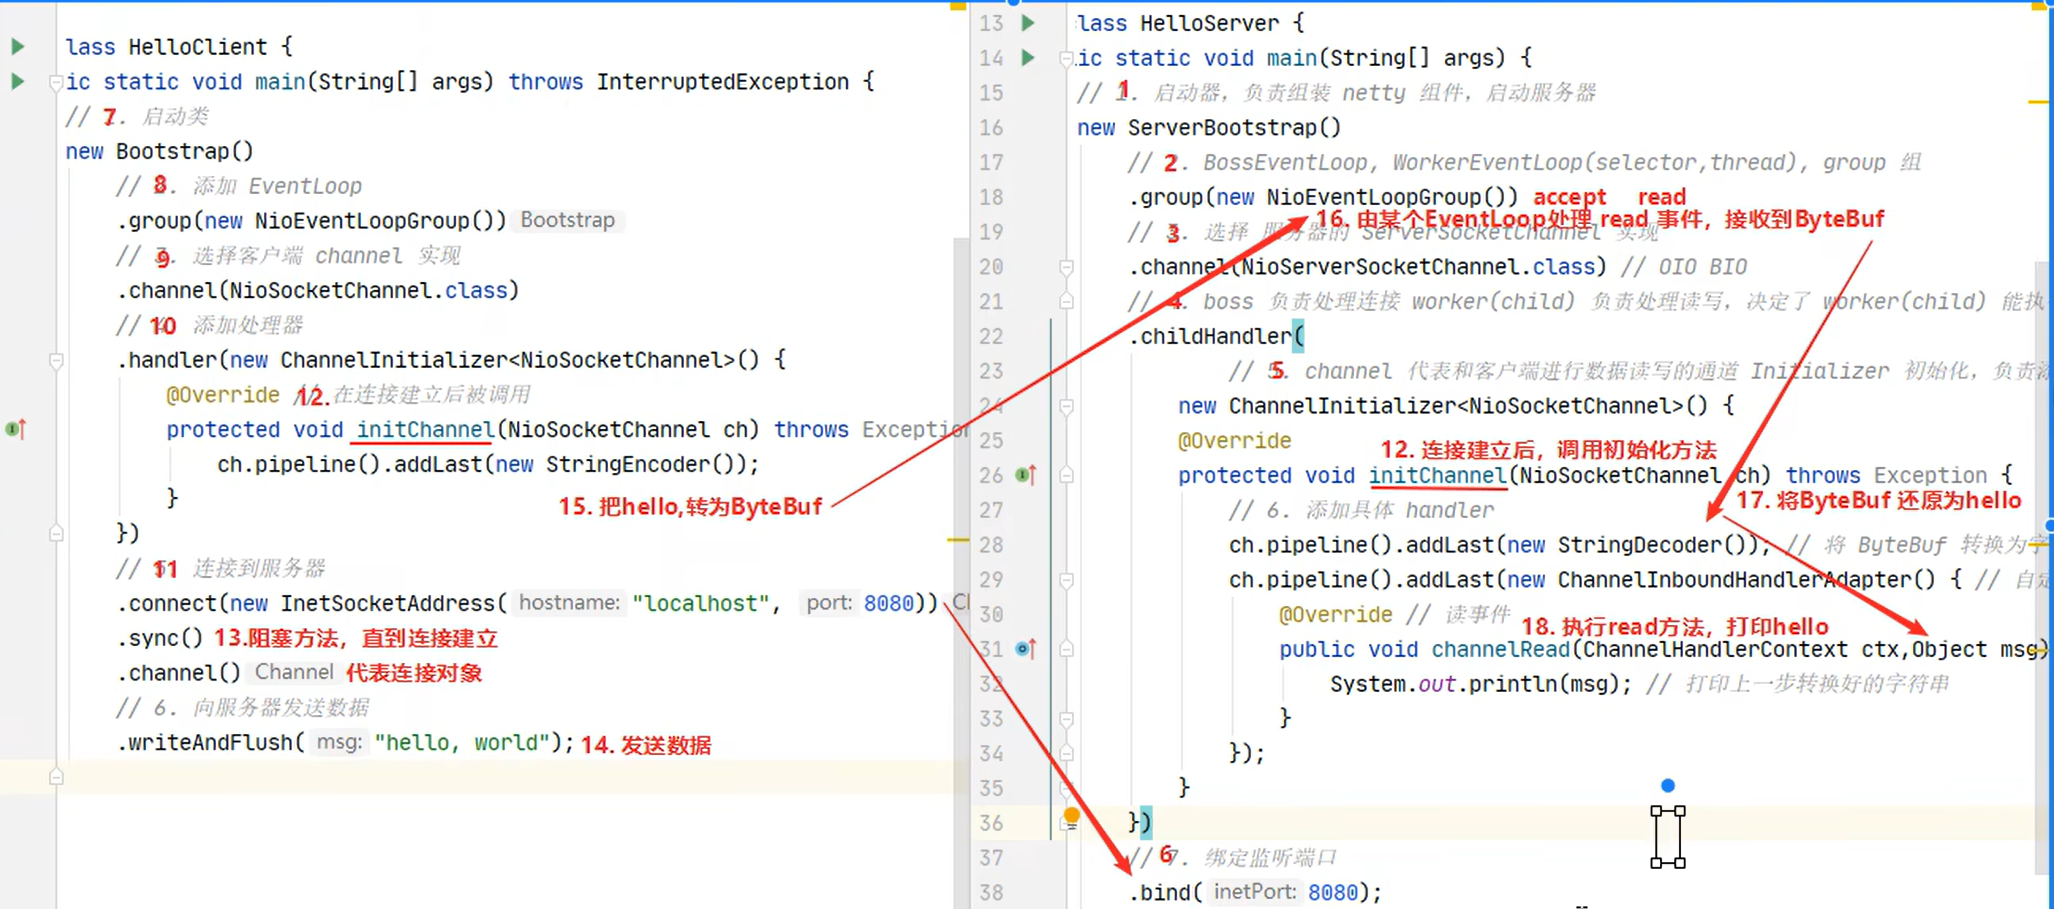 lass HelloClient {
ic static void main(String[] args) throws InterruptedException {
// 7. 启动类
new Bootstrap()
// 8. 添加 EventLoop
.group(new NioEventLoopGroup()) Bootstrap
// 9. 选择客户端 channel 实现
.channel(NioSocketChannel.class)
// 10 添加处理器
.handler(new ChannelInitializer<NioSocketChannel>() {
@Override // 12. 在连接建立后被调用
protected void initChannel(NioSocketChannel ch) throws Exception
ch.pipeline().addLast(new StringEncoder());
}
15. 把hello,转为ByteBuf
})
// 11 连接到服务器
.connect(new InetSocketAddress( hostname: "localhost", port: 8080))
.sync() 13.阻塞方法，直到连接建立
.channel() Channel 代表连接对象
// 6. 向服务器发送数据
.writeAndFlush( msg: "hello, world"); 14. 发送数据
13 lass HelloServer {
14 ic static void main(String[] args) {
15 // 1. 启动器，负责组装 netty 组件，启动服务器
16 new ServerBootstrap()
17 // 2. BossEventLoop, WorkerEventLoop(selector,thread), group 组
18 .group(new NioEventLoopGroup()) accept read
16. 由某个EventLoop处理 read 事件，接收到ByteBuf
19 // 3. 选择 服务器的 ServerSocketChannel 实现
20 .channel(NioServerSocketChannel.class) // OIO BIO
21 // 4. boss 负责处理连接 worker(child) 负责处理读写，决定了 worker(child) 能执
22 .childHandler(
23 // 5. channel 代表和客户端进行数据读写的通道 Initializer 初始化，负责
24 new ChannelInitializer<NioSocketChannel>() {
25 @Override
12. 连接建立后，调用初始化方法
26 protected void initChannel(NioSocketChannel ch) throws Exception {
17. 将ByteBuf 还原为hello
27 // 6. 添加具体 handler
28 ch.pipeline().addLast(new StringDecoder()); // 将 ByteBuf 转换为字
29 ch.pipeline().addLast(new ChannelInboundHandlerAdapter() { // 自
30 @Override // 读事件
18. 执行read方法，打印hello
31 public void channelRead(ChannelHandlerContext ctx,Object msg)
32 System.out.println(msg); // 打印上一步转换好的字符串
33 }
34 });
35 }
36 })
37 // 6. 绑定监听端口
38 .bind( inetPort: 8080);